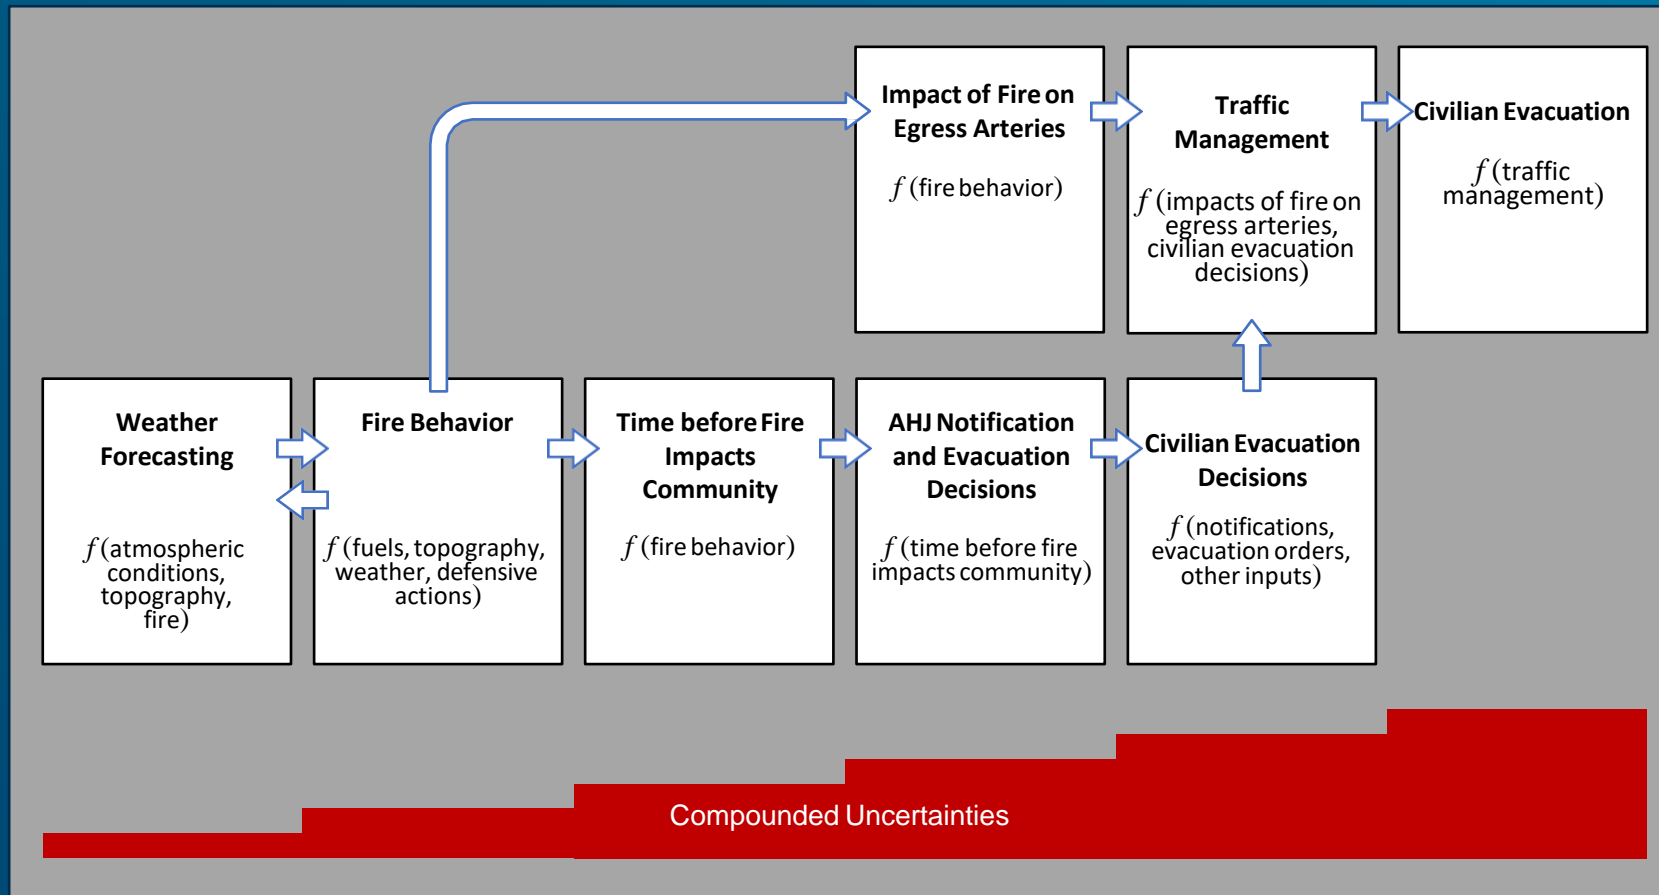 Impact of Fire on
Egress Arteries
f (fire behavior)
Traffic
Management
f (impacts of fire on
egress arteries,
civilian evacuation
decisions)
Civilian Evacuation
f (traffic
management)
Weather
Forecasting
f (atmospheric
conditions,
topography,
fire)
Fire Behavior
f (fuels, topography,
weather, defensive
actions)
Time before Fire
Impacts
Community
f (fire behavior)
AHJ Notification
and Evacuation
Decisions
f (time before fire
impacts community)
Civilian Evacuation
Decisions
f (notifications,
evacuation orders,
other inputs)
Compounded Uncertainties